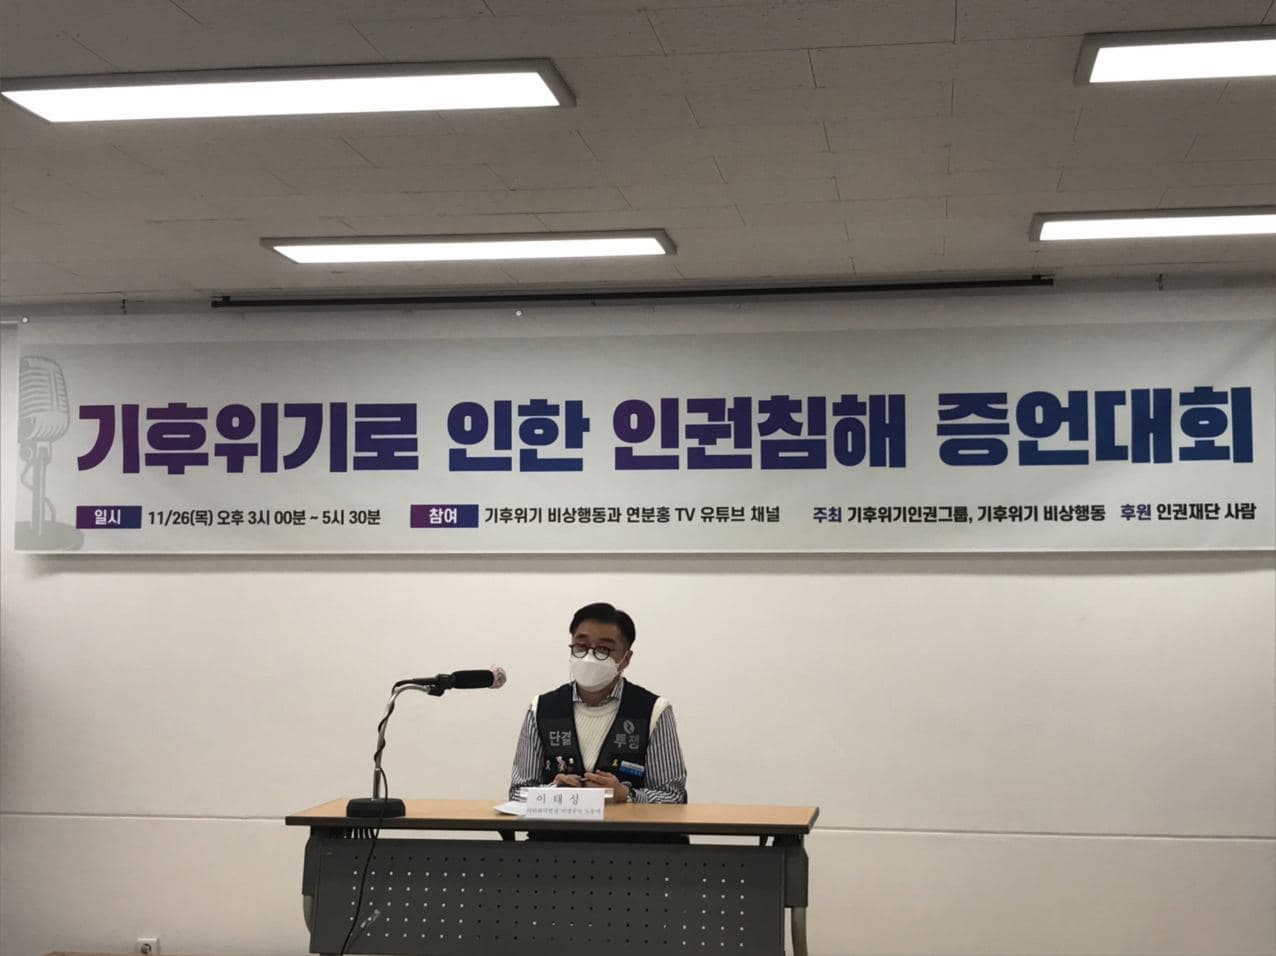 기후위기로 인한 인권침해 증언대회
일시 11/26(목) 오후 3시 00분 ~ 5시 30분 참여 기후위기 비상행동과 연분홍 TV 유튜브 채널 주최 기후위기인권그룹, 기후위기 비상행동 후원 인권재단 사람
단결 투쟁
이태성